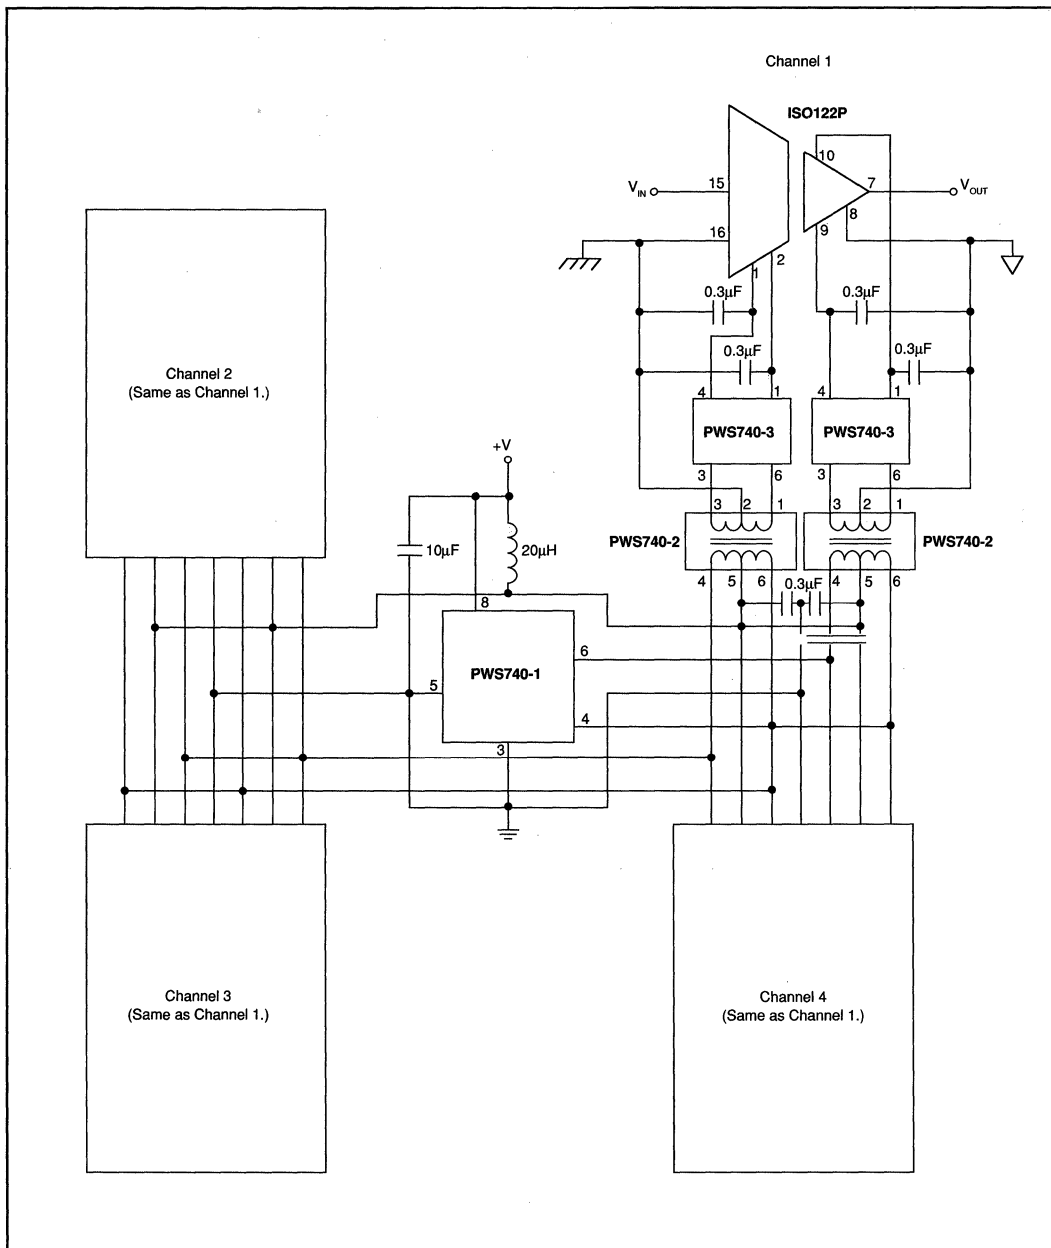 Channel 1
ISO122P
10
VIN
15
7
VOUT
8
16
9
1
2
0.3µF
0.3µF
0.3µF
0.3µF
Channel 2
(Same as Channel 1.)
4
1
4
1
PWS740-3
PWS740-3
+V
3
6
3
6
3
2
1
3
2
1
10µF
20µH
PWS740-2
PWS740-2
4
5
6
0.3µF
4
5
6
8
6
PWS740-1
5
4
3
Channel 3
(Same as Channel 1.)
Channel 4
(Same as Channel 1.)